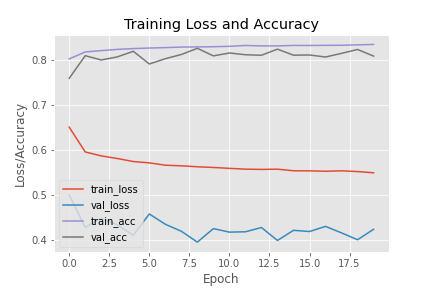 Training Loss and Accuracy
Loss/Accuracy
0.8
0.7
0.6
0.5
0.4
train_loss
val_loss
train_acc
val_acc
0.0 2.5 5.0 7.5 10.0 12.5 15.0 17.5
Epoch